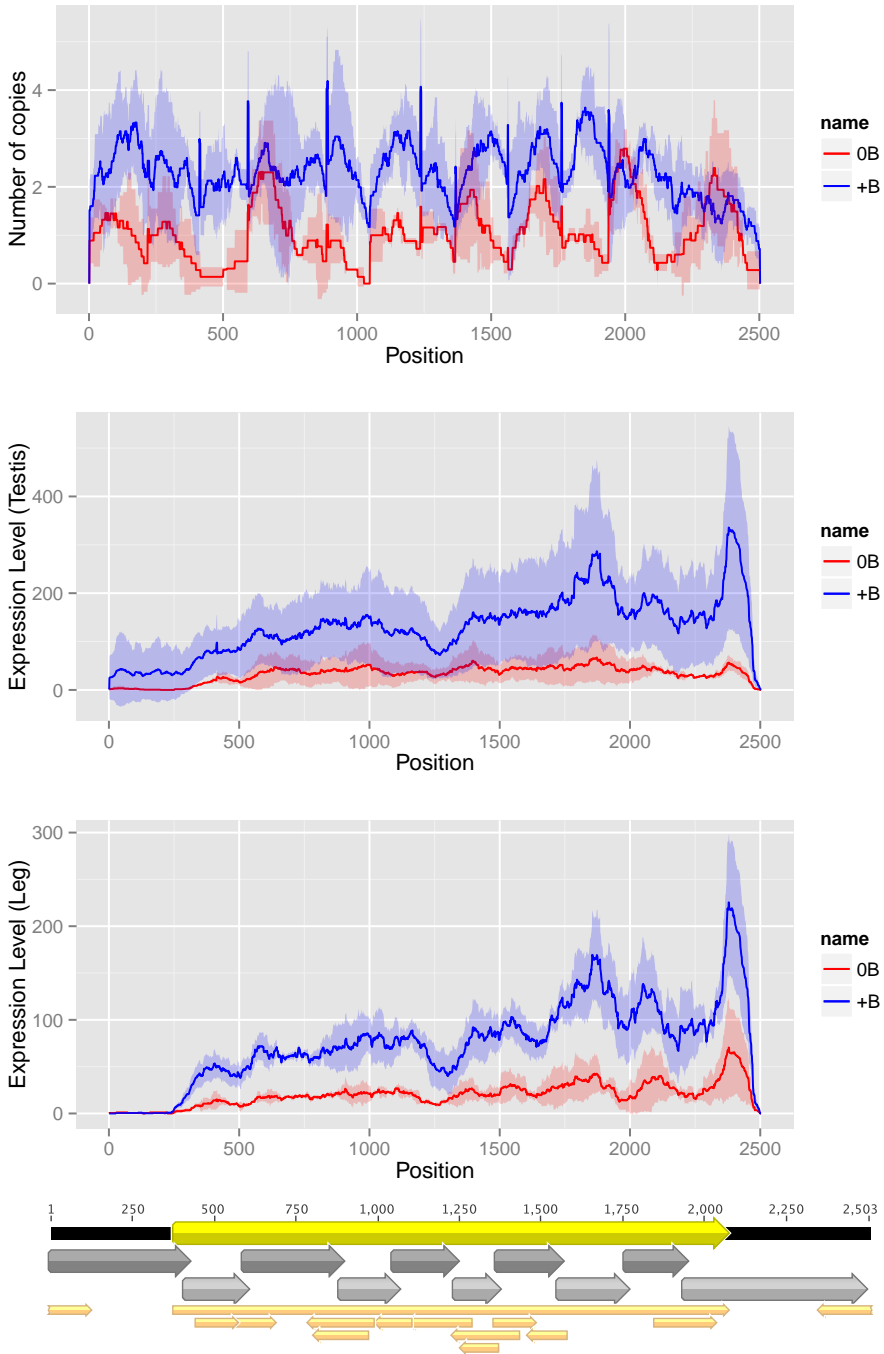 Number of copies
4
2
0
0
500
1000
1500
2000
2500
Position
name
0B
+B
Expression Level (Testis)
400
200
0
0
500
1000
1500
2000
2500
Position
name
0B
+B
Expression Level (Leg)
300
200
100
0
0
500
1000
1500
2000
2500
Position
name
0B
+B
1 250 500 750 1,000 1,250 1,500 1,750 2,000 2,250 2,503